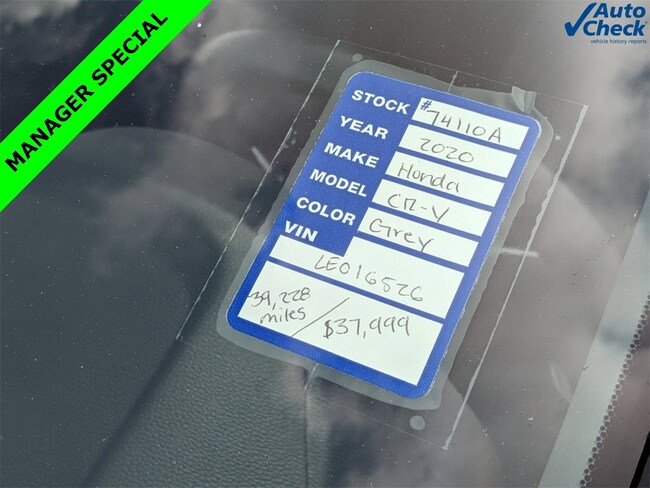 MANAGER SPECIAL
Auto
Check
vehicle history reports
STOCK #74110A
YEAR 2020
MAKE Honda
MODEL CR-V
COLOR Grey
VIN
LE016526
39,228 / $37,999
miles